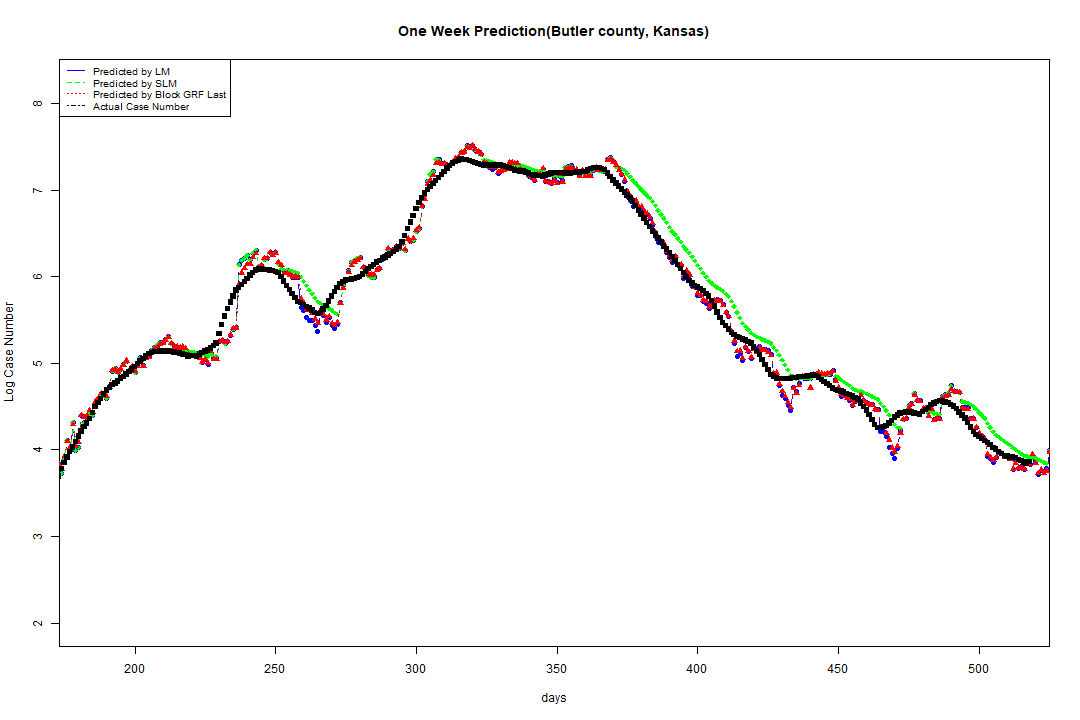 One Week Prediction(Butler county, Kansas)
Predicted by LM
Predicted by SLM
Predicted by Block GRF Last
Actual Case Number
8
7
6
5
4
3
2
Log Case Number
200 250 300 350 400 450 500
days